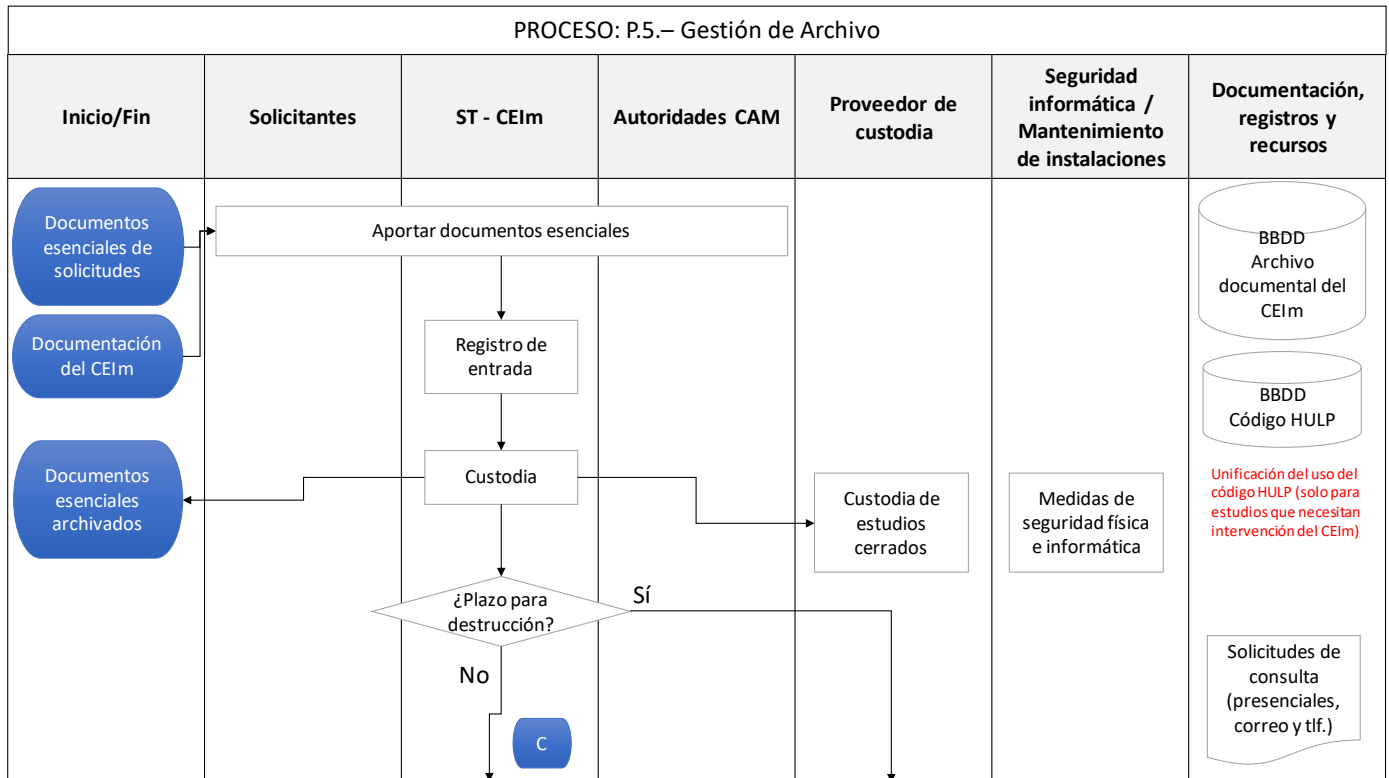 PROCESO: P.5.– Gestión de Archivo
Inicio/Fin
Solicitantes
ST - CEIm
Autoridades CAM
Proveedor de
custodia
Seguridad
informática /
Mantenimiento
de instalaciones
Documentación,
registros y
recursos
Documentos
esenciales de
solicitudes
Aportar documentos esenciales
BBDD
Archivo
documental del
CEIm
Documentación
del CEIm
Registro de
entrada
BBDD
Código HULP
Documentos
esenciales
archivados
Custodia
Custodia de
estudios
cerrados
Medidas de
seguridad física
e informática
Unificación del uso del
código HULP (solo para
estudios que necesitan
intervención del CEIm)
¿Plazo para
destrucción?
Sí
No
C
Solicitudes de
consulta
(presenciales,
correo y tlf.)